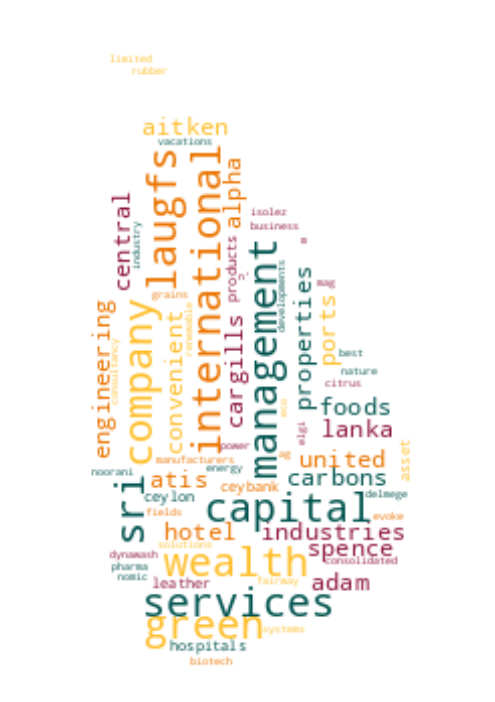 limited
rubber
aitken
vacations
laugfs
international
alpha
central
industry
isolez
business
m
products
management
developments
grains
renewable
mag
properties
ports
engineering
company
convenient
consultancy
cargills
best
nature
citrus
eco
foods
elgi
lanka
power
united
asset
manufacturers
ag
energy
noorani
atis
ceybank
carbons
sri
ceylon
capital
delmege
fields
evoke
hotel
industries
solutions
spence
dynawash
wealth
consolidated
pharma
nomic
leather
fairway
adam
services
green
systems
hospitals
biotech